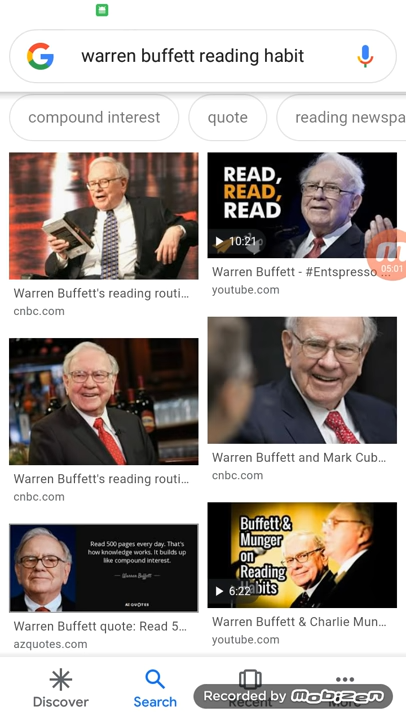 warren buffett reading habit
compound interest
quote
reading newspa
READ,
READ,
READ
10:21
Warren Buffett's reading routi...
cnbc.com
Warren Buffett - #Entspresso ...
youtube.com
05:01
Warren Buffett's reading routi...
cnbc.com
Warren Buffett and Mark Cub...
cnbc.com
Read 500 pages every day. That's
how knowledge works. It builds up
like compound interest.
Warren Buffett
AZ QUOTES
Warren Buffett quote: Read 5...
azquotes.com
Buffett &
Munger
on
Reading
Habits
6:22
Warren Buffett & Charlie Mun...
youtube.com
Discover
Search
Recent
More
Recorded by mobizen